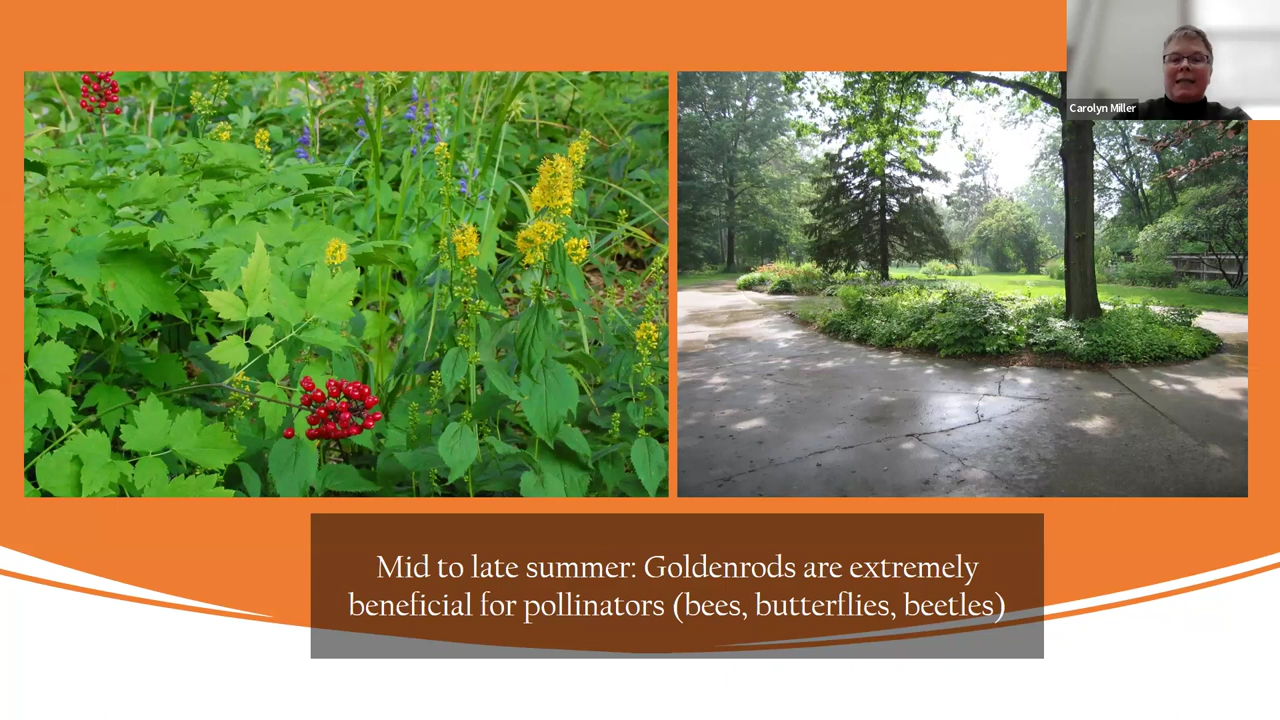 Carolyn Miller
Mid to late summer: Goldenrods are extremely
beneficial for pollinators (bees, butterflies, beetles)